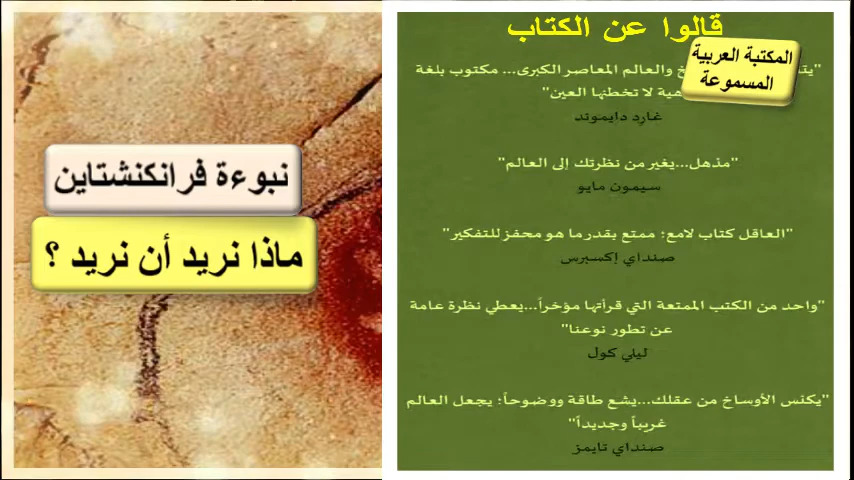 قالوا عن الكتاب
المكتبة العربية
المسموعة
والعالم المعاصر الكبرى... مكتوب بلغة
لا تخطئها العين"
غارد دايموند
"مذهل...يغير من نظرتك إلى العالم"
سيمون مايو
"العاقل كتاب لامع؛ ممتع بقدر ما هو محفز للتفكير"
صنداي إكسبرس
"واحد من الكتب الممتعة التي قرأتها مؤخراً...يعطي نظرة عامة
عن تطور نوعنا"
ليلي كول
"يكنس الأوساخ من عقلك...يشع طاقة ووضوحاً؛ يجعل العالم
غريباً وجديداً"
صنداي تايمز
نبوءة فرانكنشتاين
ماذا نريد أن نريد ؟